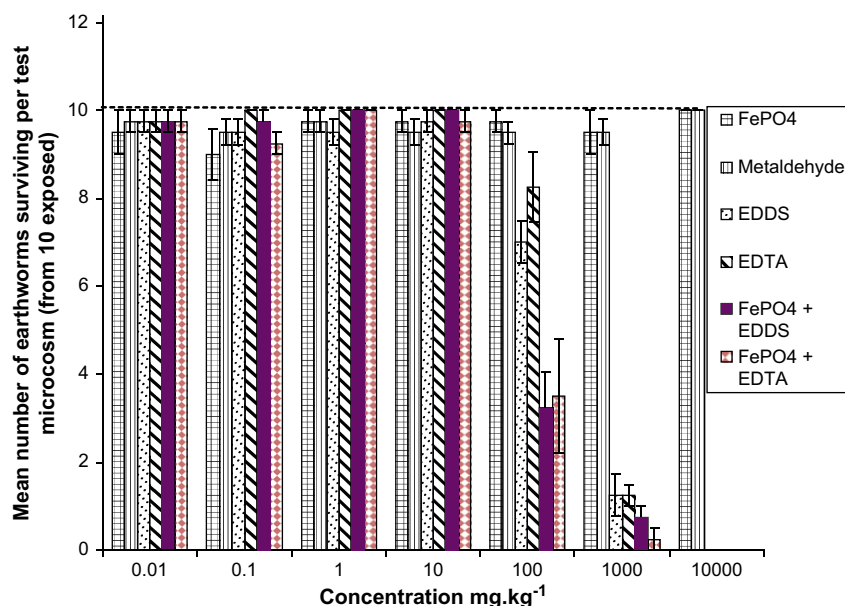 Mean number of earthworms surviving per test
microcosm (from 10 exposed)
12
10
8
6
4
2
0
0.01 0.1 1 10 100 1000 10000
Concentration mg.kg⁻¹
FePO4
Metaldehyde
EDDS
EDTA
FePO4 +
EDDS
FePO4 +
EDTA